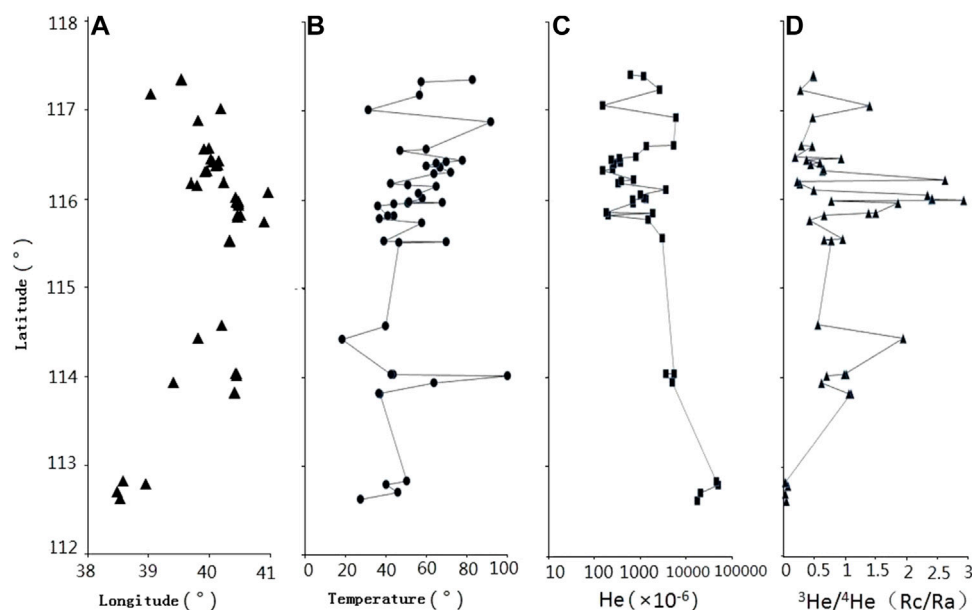 A
B
C
D
118
117
116
115
114
113
112
Latitude(°)
38 39 40 41
0 20 40 60 80 100
10 100 1000 10000 100000
0 0.5 1 1.5 2 2.5 3
Longitude(°)
Temperature(°)
He(×10⁻⁶)
³He/⁴He (Rc/Ra)